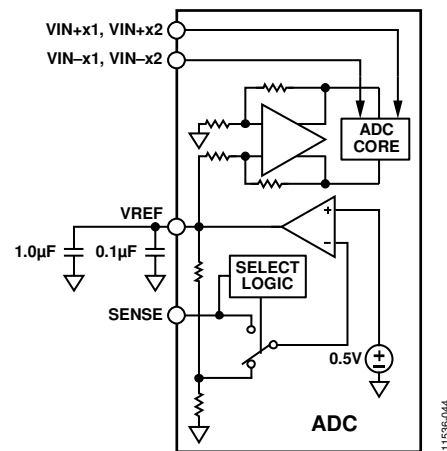 VIN+x1, VIN+x2
VIN–x1, VIN–x2
ADC
CORE
VREF
1.0µF
0.1µF
SELECT
LOGIC
SENSE
+
–
0.5V
+
–
ADC
11536-044